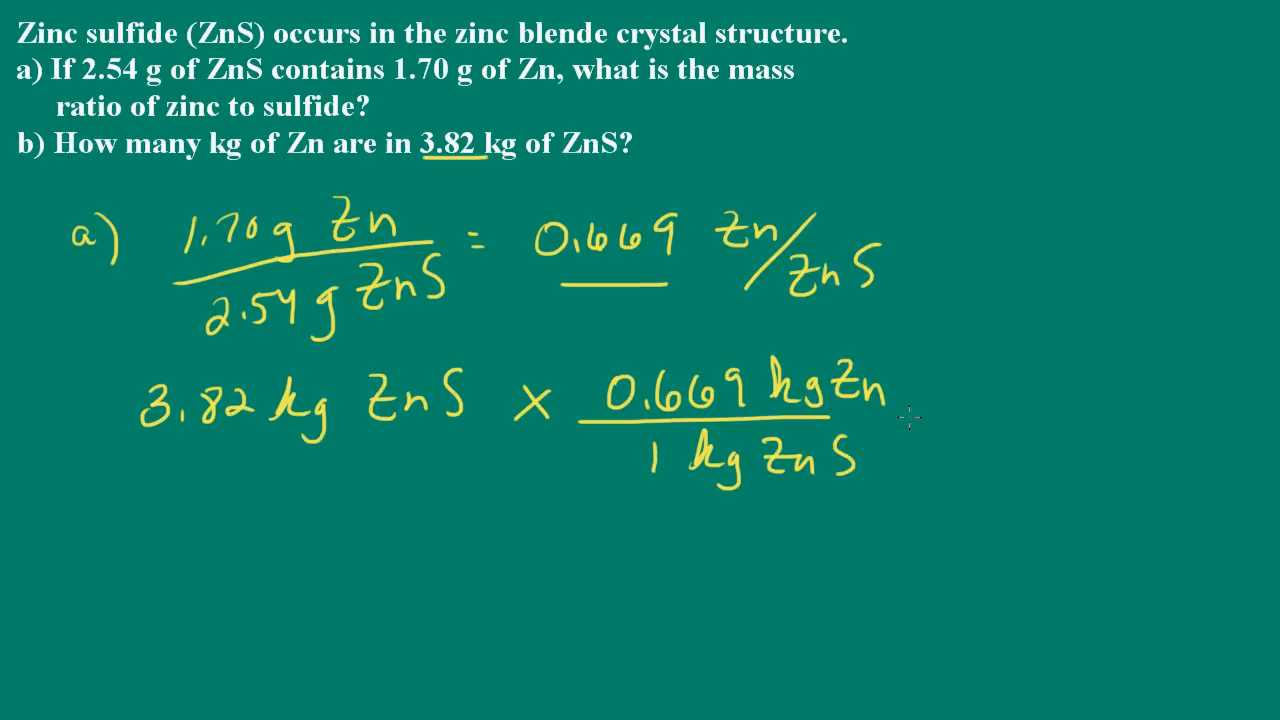 Zinc sulfide (ZnS) occurs in the zinc blende crystal structure.
a) If 2.54 g of ZnS contains 1.70 g of Zn, what is the mass
ratio of zinc to sulfide?
b) How many kg of Zn are in 3.82 kg of ZnS?
a) 1.70 g Zn / 2.54 g ZnS = 0.669 Zn/ZnS
3.82 kg ZnS x 0.669 kg Zn / 1 kg ZnS